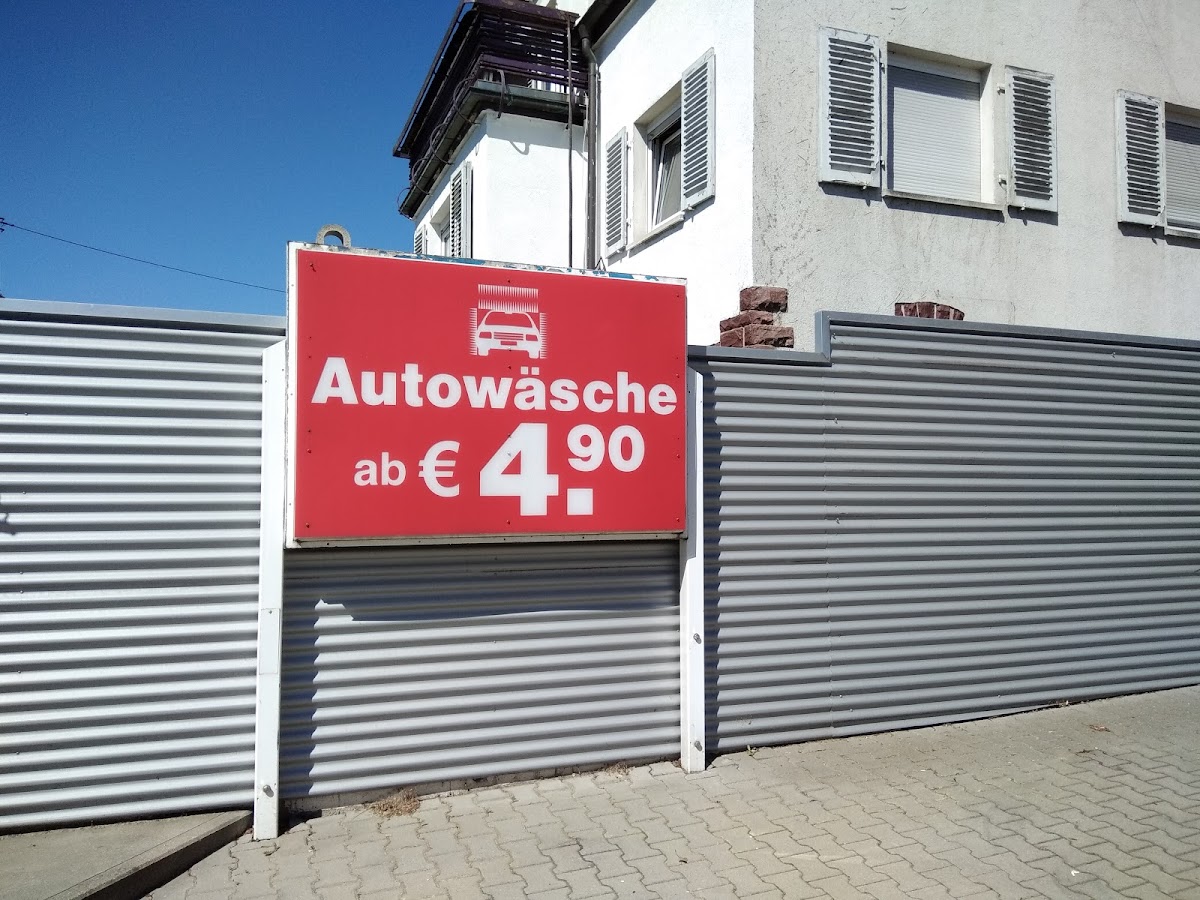 Autowäsche
ab € 4.90